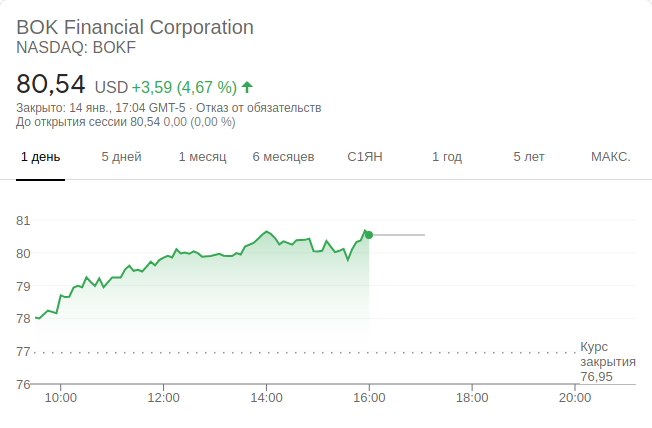 BOK Financial Corporation
NASDAQ: BOKF
80,54 USD +3,59 (4,67 %)
Закрыто: 14 янв., 17:04 GMT-5 · Отказ от обязательств
До открытия сессии 80,54 0,00 (0,00 %)
1 день 5 дней 1 месяц 6 месяцев С1ЯН 1 год 5 лет МАКС.
81
80
79
78
77
76
Курс
закрытия
76,95
10:00 12:00 14:00 16:00 18:00 20:00